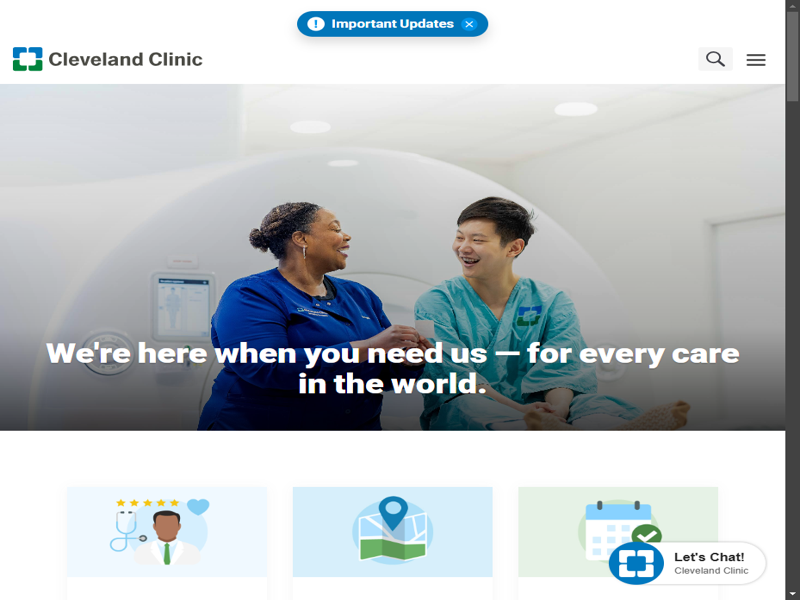 Important Updates
Cleveland Clinic
We're here when you need us — for every care
in the world.
Let's Chat!
Cleveland Clinic